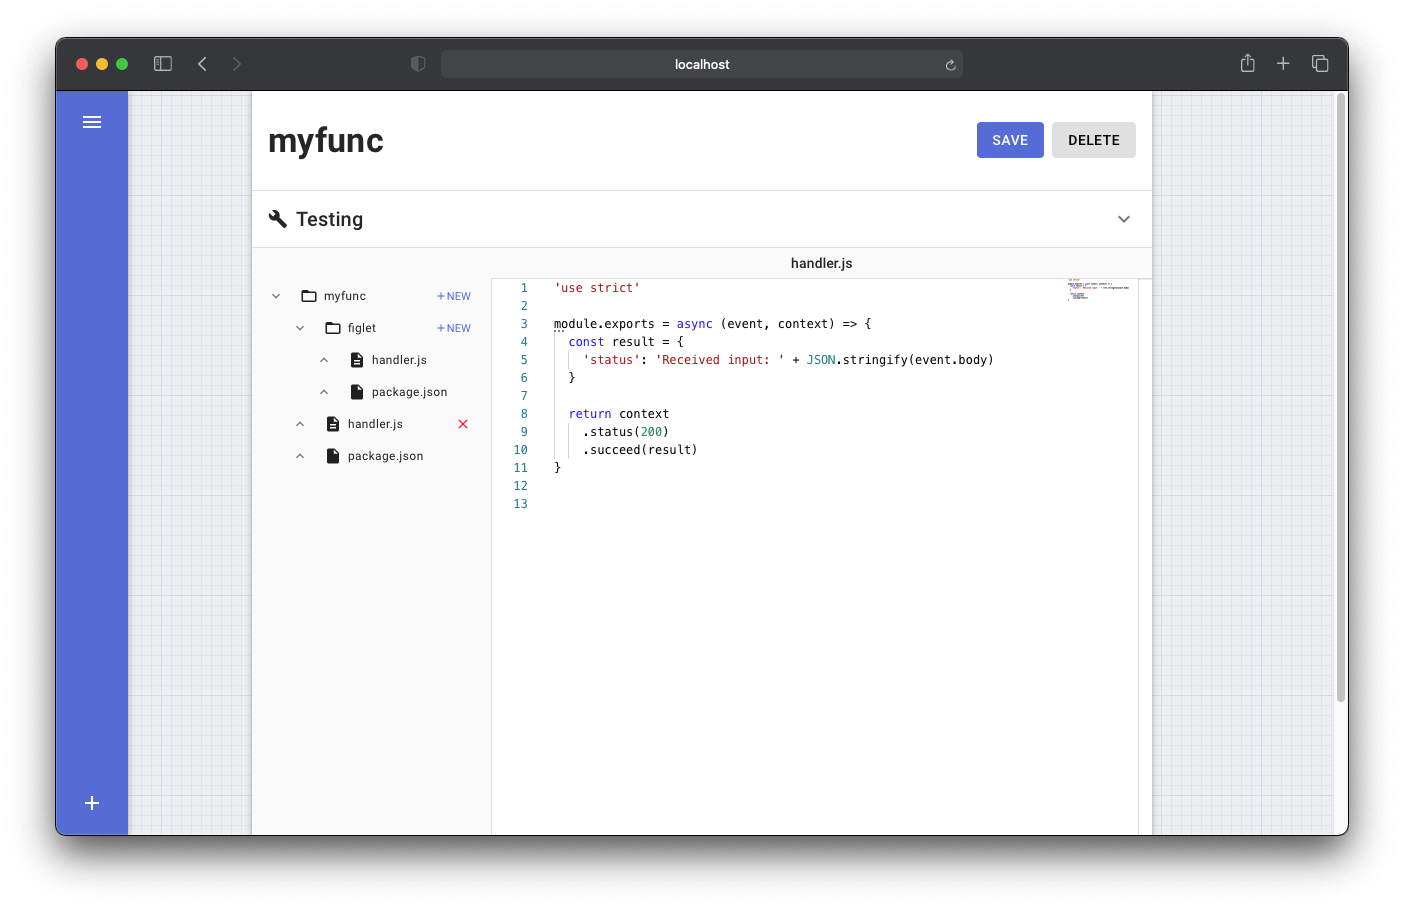 localhost
myfunc
SAVE
DELETE
Testing
handler.js
myfunc
+ NEW
figlet
+ NEW
handler.js
package.json
handler.js
package.json
1 'use strict'
2
3 module.exports = async (event, context) => {
4 const result = {
5 'status': 'Received input: ' + JSON.stringify(event.body)
6 }
7
8 return context
9 .status(200)
10 .succeed(result)
11 }
12
13